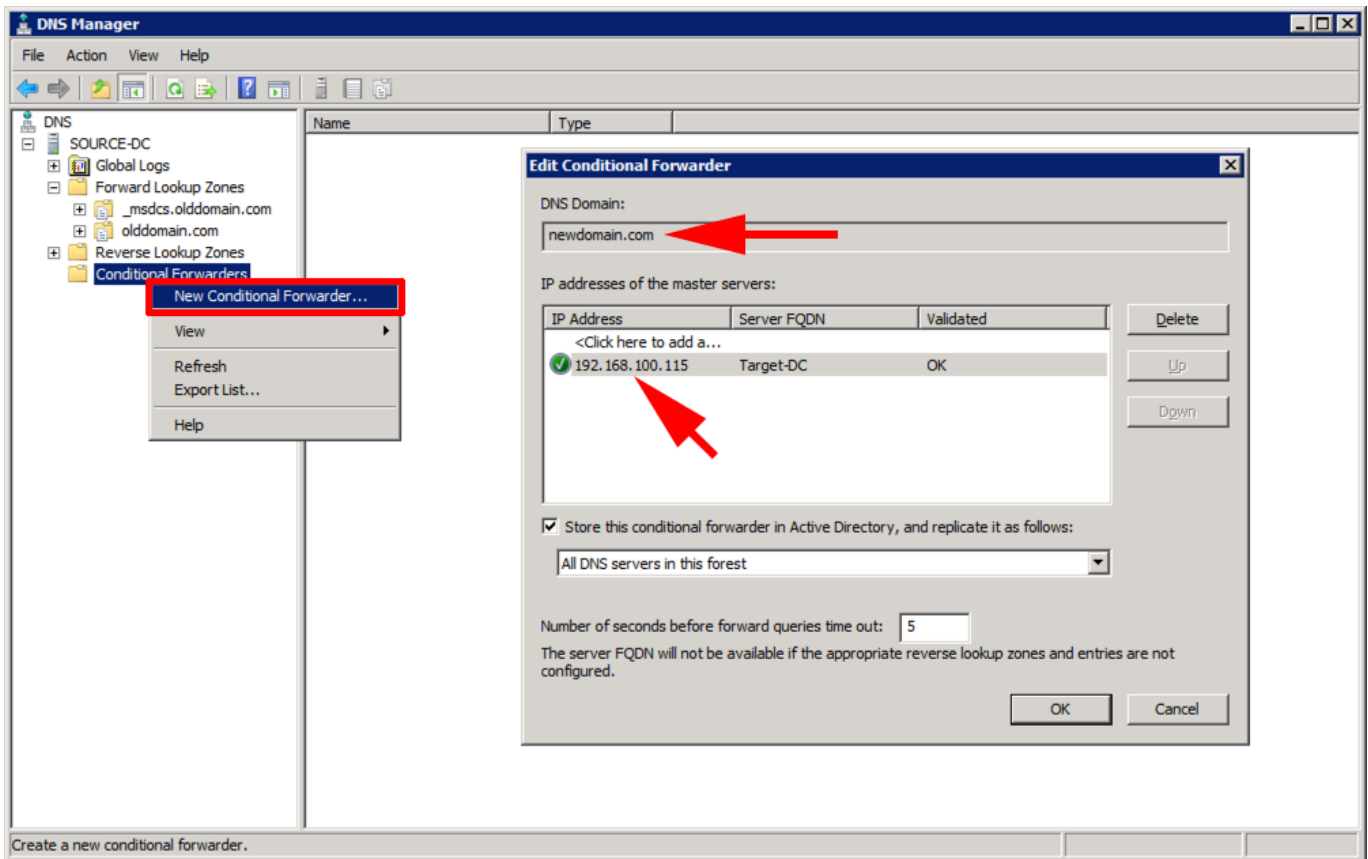 DNS Manager
File Action View Help
DNS
SOURCE-DC
Global Logs
Forward Lookup Zones
_msdcs.olddomain.com
olddomain.com
Reverse Lookup Zones
Conditional Forwarders
New Conditional Forwarder...
View
Refresh
Export List...
Help
Name Type
Edit Conditional Forwarder
DNS Domain:
newdomain.com
IP addresses of the master servers:
IP Address Server FQDN Validated
<Click here to add a...
192.168.100.115 Target-DC OK
Delete
Up
Down
Store this conditional forwarder in Active Directory, and replicate it as follows:
All DNS servers in this forest
Number of seconds before forward queries time out: 5
The server FQDN will not be available if the appropriate reverse lookup zones and entries are not
configured.
OK Cancel
Create a new conditional forwarder.